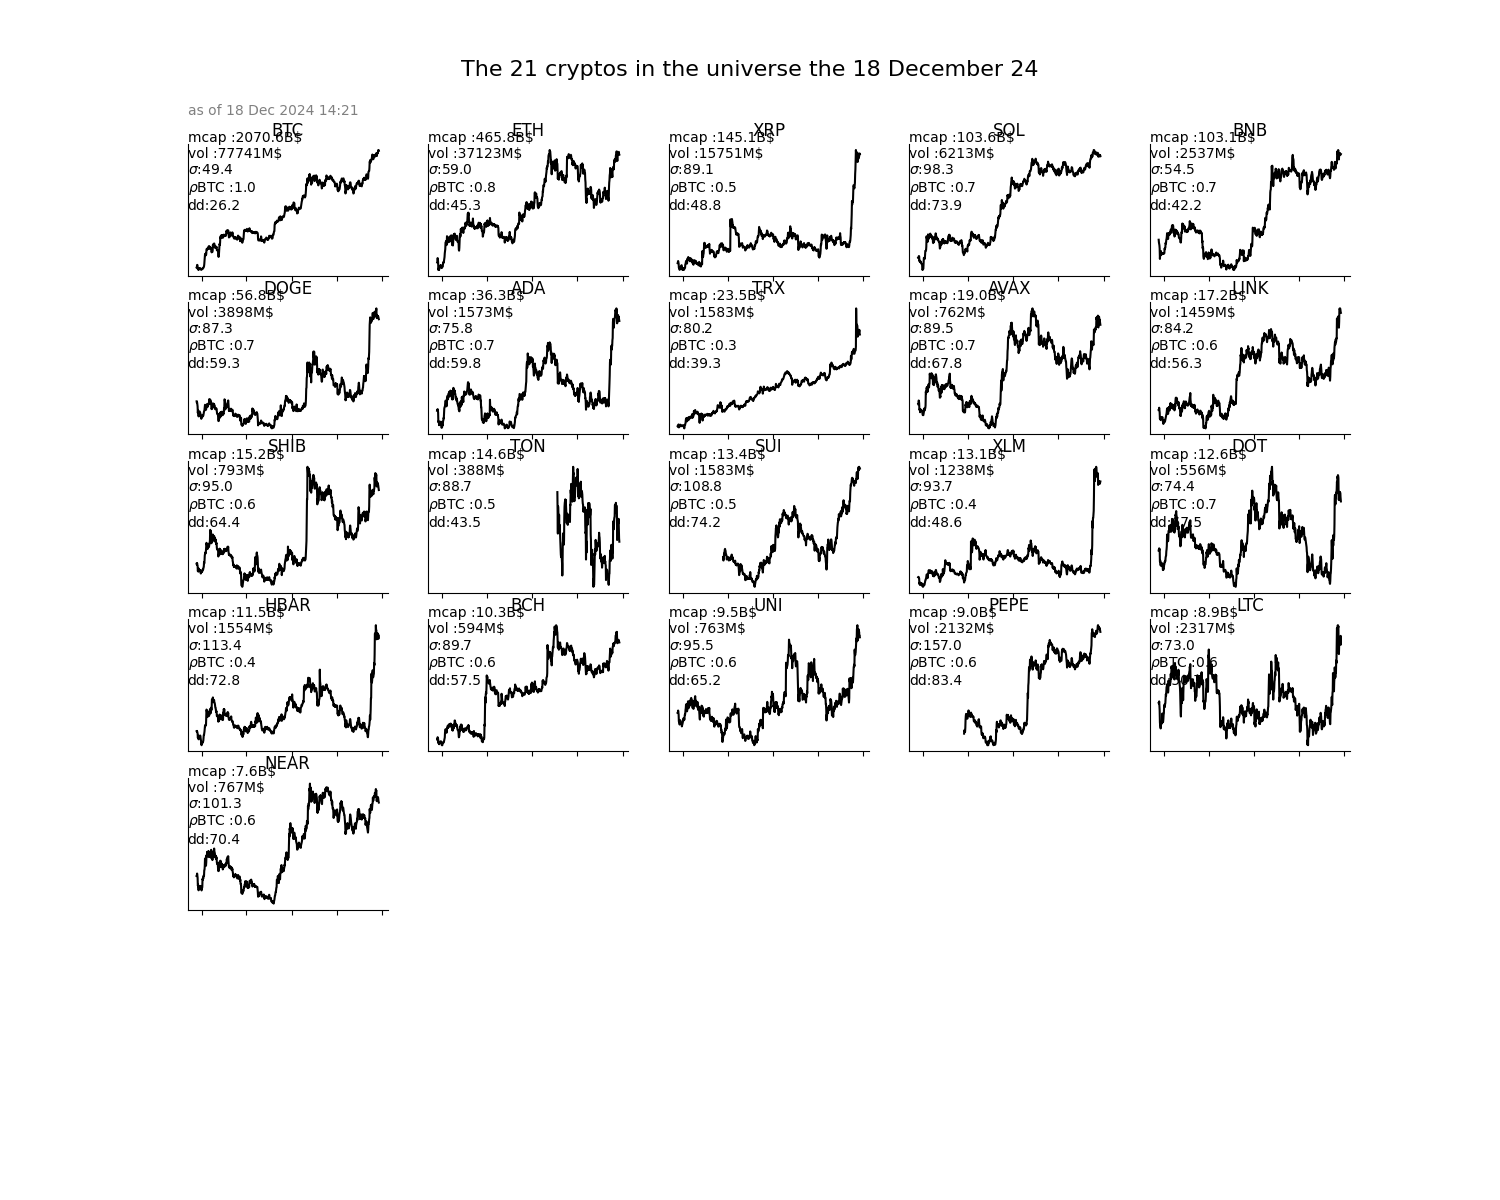 The 21 cryptos in the universe the 18 December 24
as of 18 Dec 2024 14:21
BTC
mcap :2070.6B$
vol :77741M$
σ:49.4
ρBTC :1.0
dd:26.2
ETH
mcap :465.8B$
vol :37123M$
σ:59.0
ρBTC :0.8
dd:45.3
XRP
mcap :145.1B$
vol :15751M$
σ:89.1
ρBTC :0.5
dd:48.8
SOL
mcap :103.6B$
vol :6213M$
σ:98.3
ρBTC :0.7
dd:73.9
BNB
mcap :103.1B$
vol :2537M$
σ:54.5
ρBTC :0.7
dd:42.2
DOGE
mcap :56.8B$
vol :3898M$
σ:87.3
ρBTC :0.7
dd:59.3
ADA
mcap :36.3B$
vol :1573M$
σ:75.8
ρBTC :0.7
dd:59.8
TRX
mcap :23.5B$
vol :1583M$
σ:80.2
ρBTC :0.3
dd:39.3
AVAX
mcap :19.0B$
vol :762M$
σ:89.5
ρBTC :0.7
dd:67.8
LINK
mcap :17.2B$
vol :1459M$
σ:84.2
ρBTC :0.6
dd:56.3
SHIB
mcap :15.2B$
vol :793M$
σ:95.0
ρBTC :0.6
dd:64.4
TON
mcap :14.6B$
vol :388M$
σ:88.7
ρBTC :0.5
dd:43.5
SUI
mcap :13.4B$
vol :1583M$
σ:108.8
ρBTC :0.5
dd:74.2
XLM
mcap :13.1B$
vol :1238M$
σ:93.7
ρBTC :0.4
dd:48.6
DOT
mcap :12.6B$
vol :556M$
σ:74.4
ρBTC :0.7
HBAR
mcap :11.5B$
vol :1554M$
σ:113.4
ρBTC :0.4
dd:72.8
BCH
mcap :10.3B$
vol :594M$
σ:89.7
ρBTC :0.6
dd:57.5
UNI
mcap :9.5B$
vol :763M$
σ:95.5
ρBTC :0.6
dd:65.2
PEPE
mcap :9.0B$
vol :2132M$
σ:157.0
ρBTC :0.6
dd:83.4
LTC
mcap :8.9B$
vol :2317M$
σ:73.0
ρBTC :0.6
NEAR
mcap :7.6B$
vol :767M$
σ:101.3
ρBTC :0.6
dd:70.4